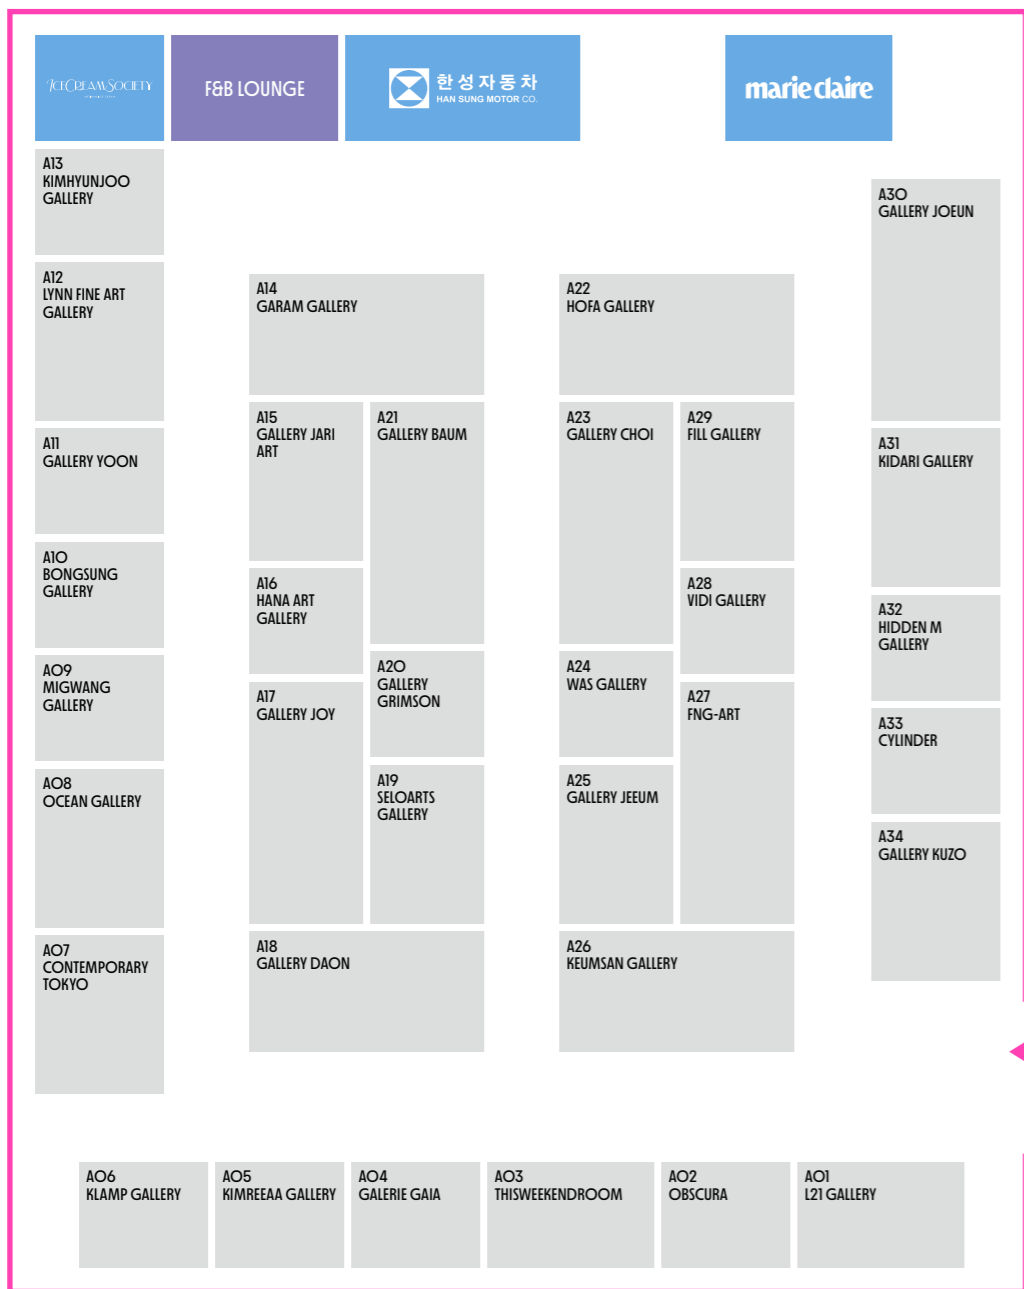 ICECREAMSOCIETY
F&B LOUNGE
한성자동차
HAN SUNG MOTOR CO.
marie claire
A13
KIMHYUNJOO
GALLERY
A12
LYNN FINE ART
GALLERY
A11
GALLERY YOON
A10
BONGSUNG
GALLERY
A09
MIGWANG
GALLERY
A08
OCEAN GALLERY
A07
CONTEMPORARY
TOKYO
A14
GARAM GALLERY
A15
GALLERY JARI
ART
A21
GALLERY BAUM
A16
HANA ART
GALLERY
A20
GALLERY
GRIMSON
A17
GALLERY JOY
A19
SELOARTS
GALLERY
A18
GALLERY DAON
A22
HOFA GALLERY
A23
GALLERY CHOI
A29
FILL GALLERY
A28
VIDI GALLERY
A24
WAS GALLERY
A27
FNG-ART
A25
GALLERY JEEUM
A26
KEUMSAN GALLERY
A30
GALLERY JOEUN
A31
KIDARI GALLERY
A32
HIDDEN M
GALLERY
A33
CYLINDER
A34
GALLERY KUZO
A06
KLAMP GALLERY
A05
KIMREEAA GALLERY
A04
GALERIE GAIA
A03
THISWEEKENDROOM
A02
OBSCURA
A01
L21 GALLERY